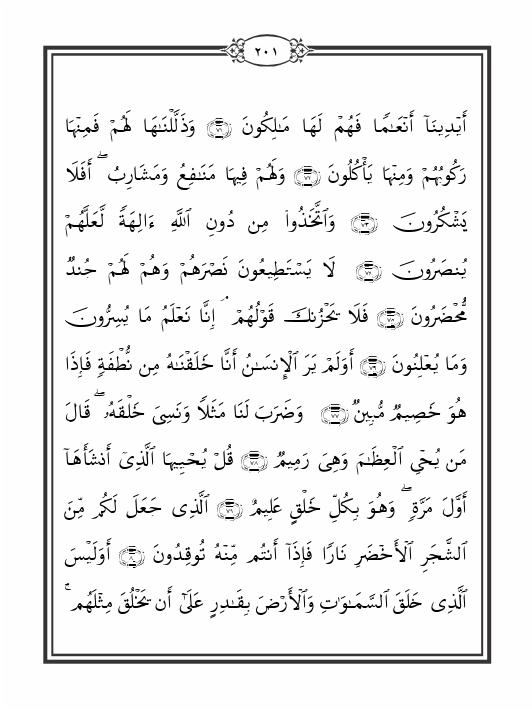 ٢٠١
أَيْدِينَآ أَنْعَـٰمًا فَهُمْ لَهَا مَـٰلِكُونَ ﴿٧١﴾ وَذَلَّلْنَـٰهَا لَهُمْ فَمِنْهَا
رَكُوبُهُمْ وَمِنْهَا يَأْكُلُونَ ﴿٧٢﴾ وَلَهُمْ فِيهَا مَنَـٰفِعُ وَمَشَارِبُ ۖ أَفَلَا
يَشْكُرُونَ ﴿٧٣﴾ وَٱتَّخَذُوا۟ مِن دُونِ ٱللَّهِ ءَالِهَةً لَّعَلَّهُمْ
يُنصَرُونَ ﴿٧٤﴾ لَا يَسْتَطِيعُونَ نَصْرَهُمْ وَهُمْ لَهُمْ جُندٌ
مُّحْضَرُونَ ﴿٧٥﴾ فَلَا يَحْزُنكَ قَوْلُهُمْ ۘ إِنَّا نَعْلَمُ مَا يُسِرُّونَ
وَمَا يُعْلِنُونَ ﴿٧٦﴾ أَوَلَمْ يَرَ ٱلْإِنسَـٰنُ أَنَّا خَلَقْنَـٰهُ مِن نُّطْفَةٍ فَإِذَا
هُوَ خَصِيمٌ مُّبِينٌ ﴿٧٧﴾ وَضَرَبَ لَنَا مَثَلًا وَنَسِىَ خَلْقَهُۥ ۖ قَالَ
مَن يُحْىِ ٱلْعِظَـٰمَ وَهِىَ رَمِيمٌ ﴿٧٨﴾ قُلْ يُحْيِيهَا ٱلَّذِىٓ أَنشَأَهَآ
أَوَّلَ مَرَّةٍ ۖ وَهُوَ بِكُلِّ خَلْقٍ عَلِيمٌ ﴿٧٩﴾ ٱلَّذِى جَعَلَ لَكُم مِّنَ
ٱلشَّجَرِ ٱلْأَخْضَرِ نَارًا فَإِذَآ أَنتُم مِّنْهُ تُوقِدُونَ ﴿٨٠﴾ أَوَلَيْسَ
ٱلَّذِى خَلَقَ ٱلسَّمَـٰوَٰتِ وَٱلْأَرْضَ بِقَـٰدِرٍ عَلَىٰٓ أَن يَخْلُقَ مِثْلَهُم ۚ